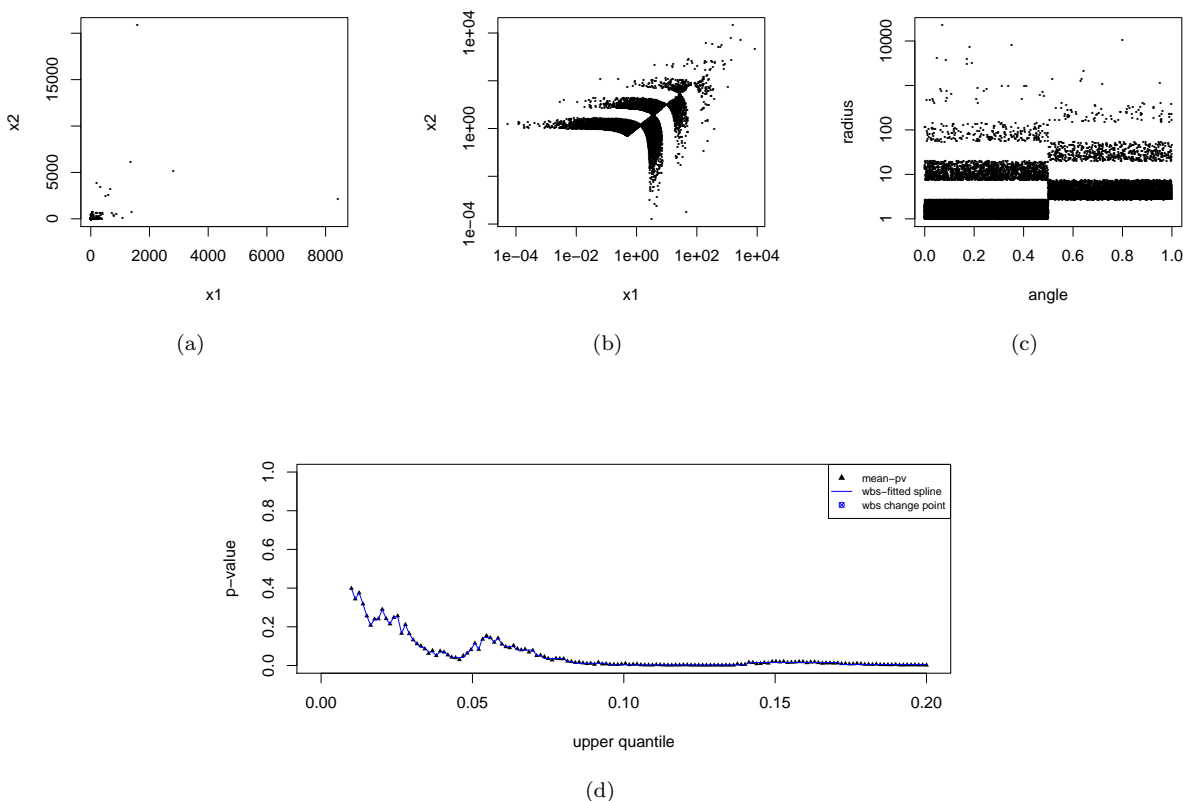 x2
0 5000 15000
0 2000 4000 6000 8000
x1
(a)
x2
1e−04 1e+00 1e+04
1e−04 1e−02 1e+00 1e+02 1e+04
x1
(b)
radius
1 10 100 10000
0.0 0.2 0.4 0.6 0.8 1.0
angle
(c)
p−value
0.0 0.2 0.4 0.6 0.8 1.0
mean−pv
wbs−fitted spline
wbs change point
0.00 0.05 0.10 0.15 0.20
upper quantile
(d)